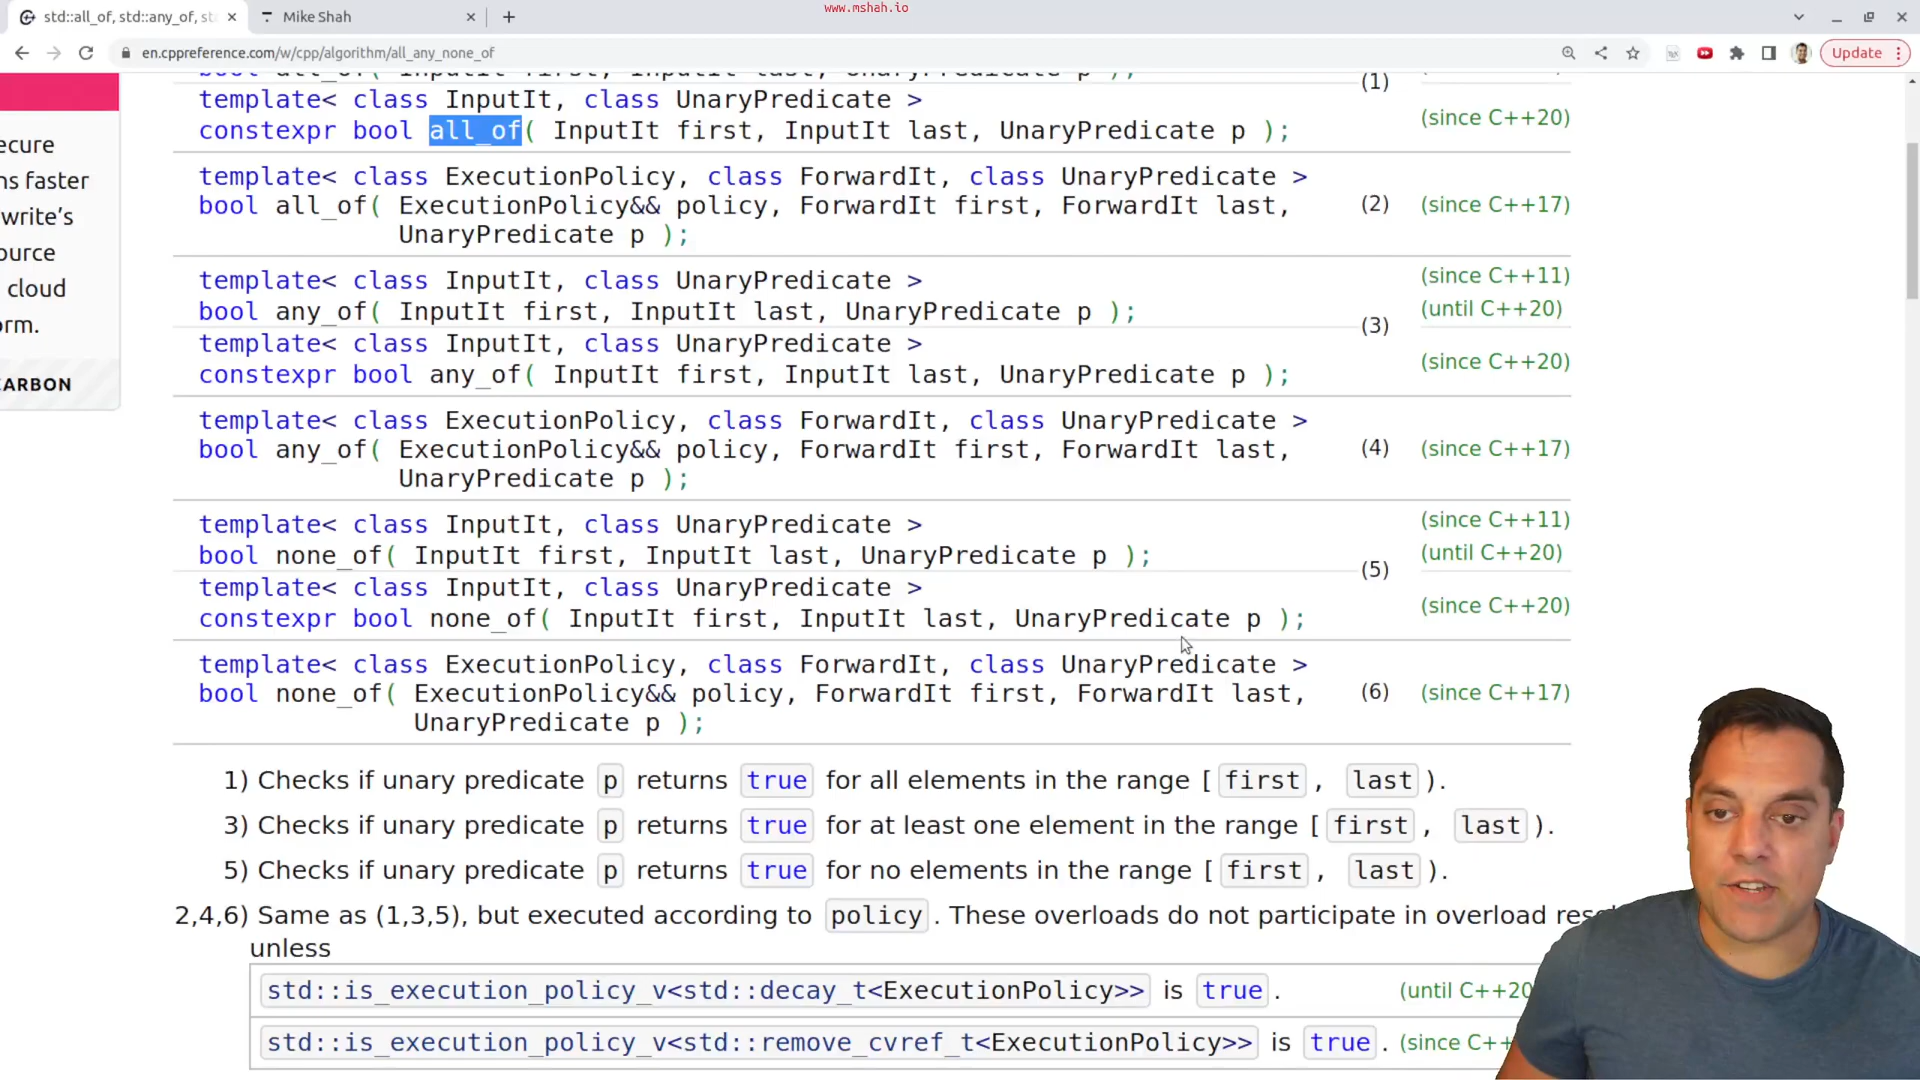 www.mshah.io
std::all_of, std::any_of, st
Mike Shah
en.cppreference.com/w/cpp/algorithm/all_any_none_of
Update
ecure
ns faster
write's
ource
cloud
orm.
CARBON
bool all_of( InputIt first, InputIt last, UnaryPredicate p );
(1)
template< class InputIt, class UnaryPredicate >
constexpr bool all_of( InputIt first, InputIt last, UnaryPredicate p );
(since C++20)
template< class ExecutionPolicy, class ForwardIt, class UnaryPredicate >
bool all_of( ExecutionPolicy&& policy, ForwardIt first, ForwardIt last,
UnaryPredicate p );
(2)
(since C++17)
template< class InputIt, class UnaryPredicate >
bool any_of( InputIt first, InputIt last, UnaryPredicate p );
(since C++11)
(until C++20)
(3)
template< class InputIt, class UnaryPredicate >
constexpr bool any_of( InputIt first, InputIt last, UnaryPredicate p );
(since C++20)
template< class ExecutionPolicy, class ForwardIt, class UnaryPredicate >
bool any_of( ExecutionPolicy&& policy, ForwardIt first, ForwardIt last,
UnaryPredicate p );
(4)
(since C++17)
template< class InputIt, class UnaryPredicate >
bool none_of( InputIt first, InputIt last, UnaryPredicate p );
(since C++11)
(until C++20)
(5)
template< class InputIt, class UnaryPredicate >
constexpr bool none_of( InputIt first, InputIt last, UnaryPredicate p );
(since C++20)
template< class ExecutionPolicy, class ForwardIt, class UnaryPredicate >
bool none_of( ExecutionPolicy&& policy, ForwardIt first, ForwardIt last,
UnaryPredicate p );
(6)
(since C++17)
1) Checks if unary predicate p returns true for all elements in the range [ first , last ).
3) Checks if unary predicate p returns true for at least one element in the range [ first , last ).
5) Checks if unary predicate p returns true for no elements in the range [ first , last ).
2,4,6) Same as (1,3,5), but executed according to policy . These overloads do not participate in overload
unless
std::is_execution_policy_v<std::decay_t<ExecutionPolicy>> is true . (until C++20
std::is_execution_policy_v<std::remove_cvref_t<ExecutionPolicy>> is true . (since C++